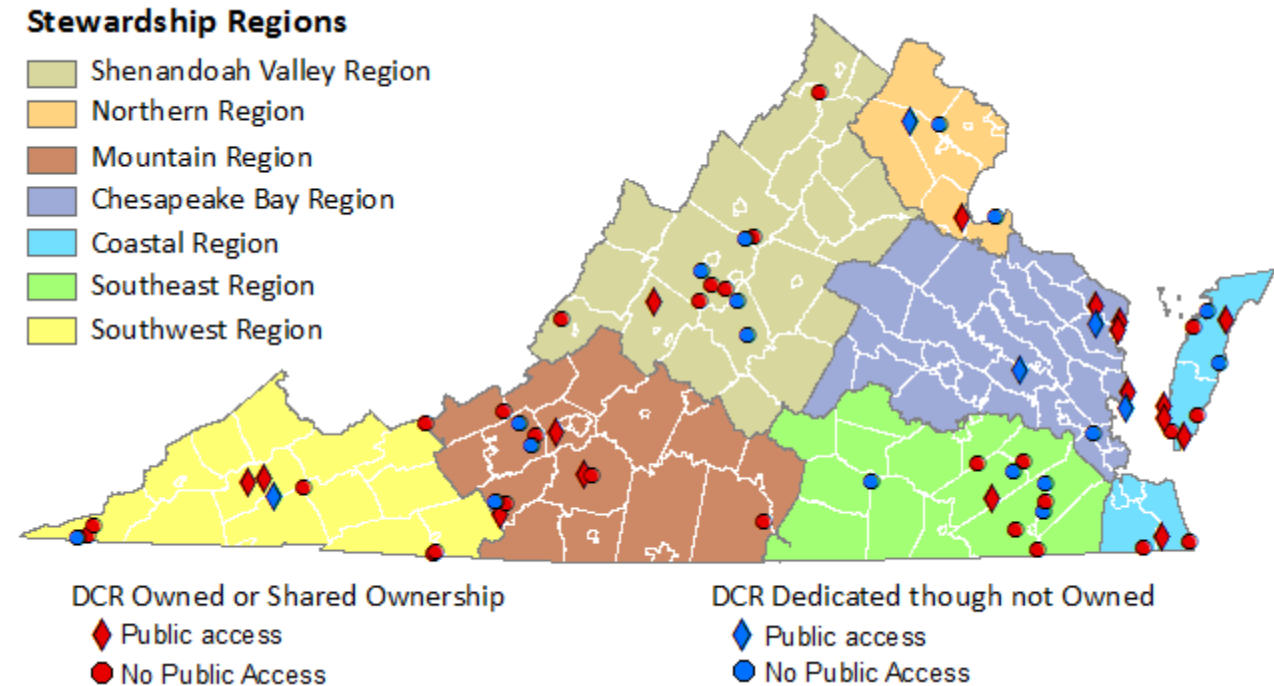 Stewardship Regions
Shenandoah Valley Region
Northern Region
Mountain Region
Chesapeake Bay Region
Coastal Region
Southeast Region
Southwest Region
DCR Owned or Shared Ownership
Public access
No Public Access
DCR Dedicated though not Owned
Public access
No Public Access